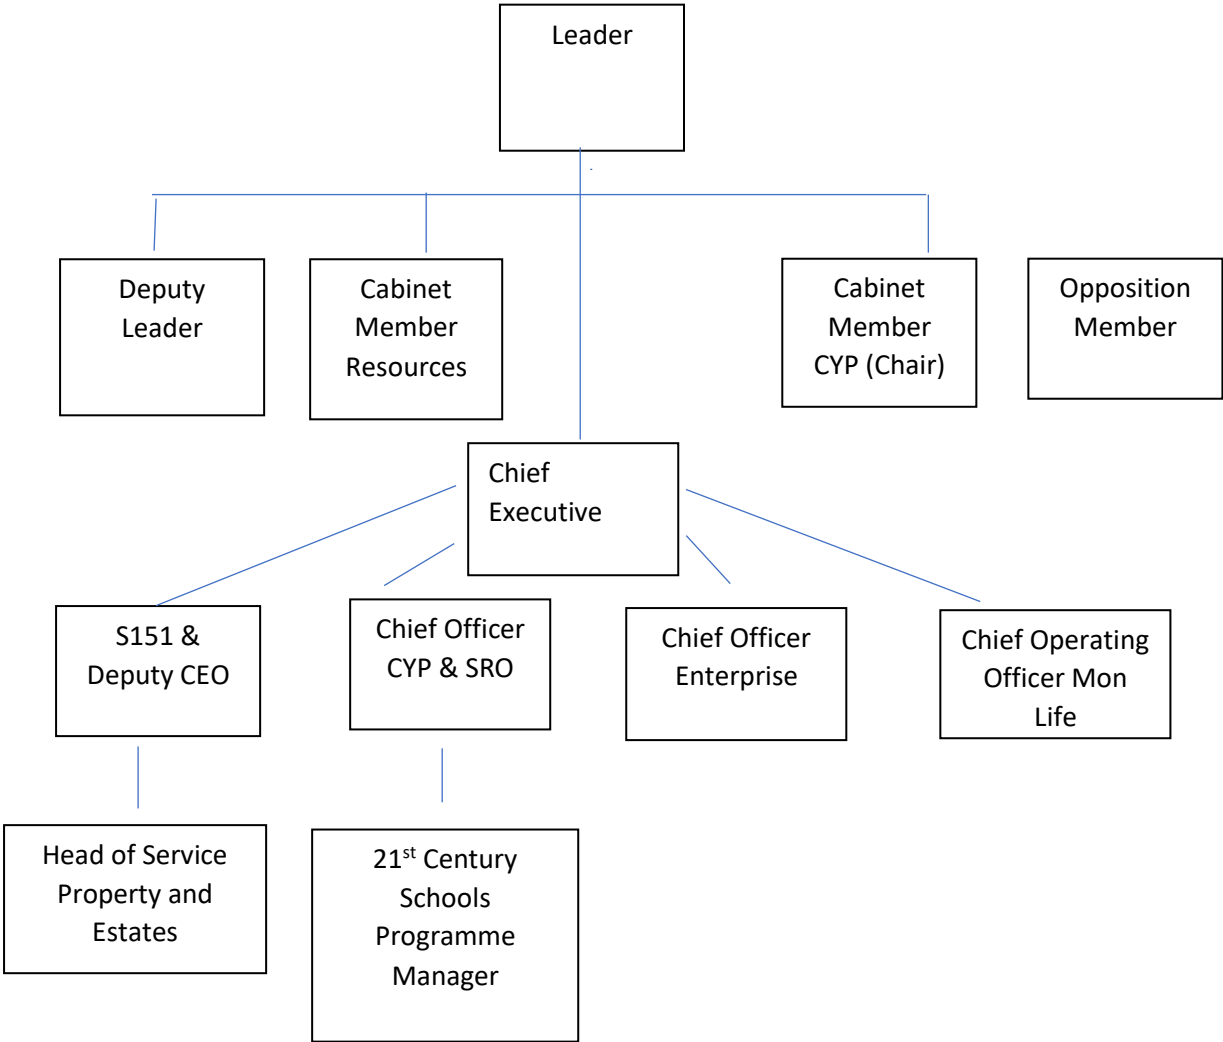 Leader
Deputy
Leader
Cabinet
Member
Resources
Cabinet
Member
CYP (Chair)
Opposition
Member
Chief
Executive
S151 &
Deputy CEO
Chief Officer
CYP & SRO
Chief Officer
Enterprise
Chief Operating
Officer Mon
Life
Head of Service
Property and
Estates
21st Century
Schools
Programme
Manager